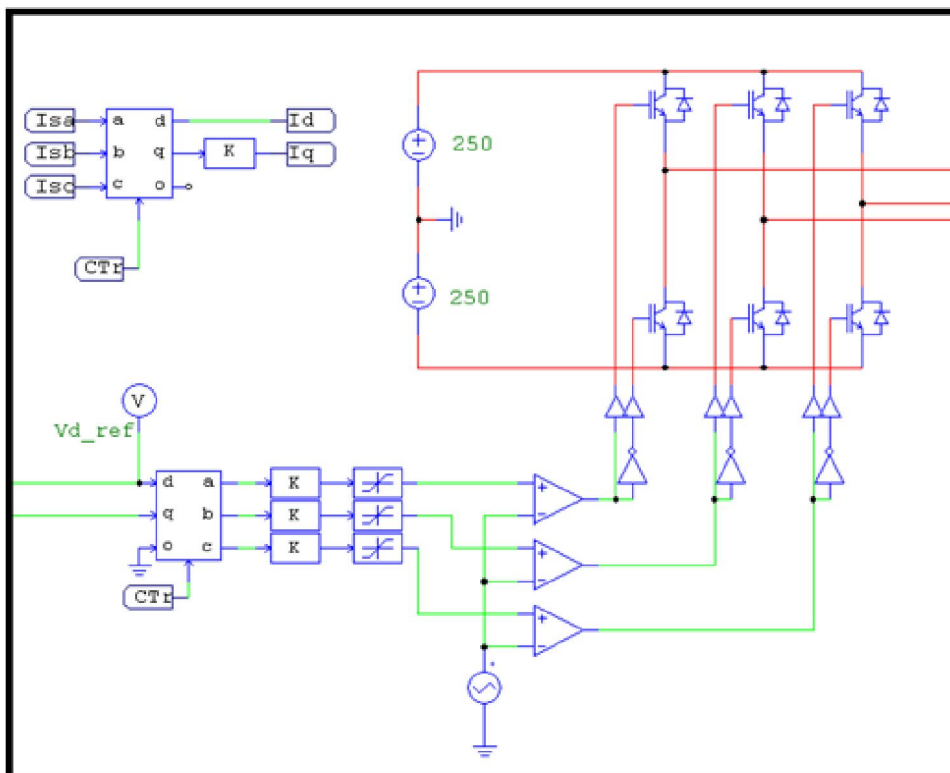 Isa a d Id
Isb b q K Iq
Isc c o
CTr
250
250
V
Vd_ref
d a K
q b K
o c K
CTr